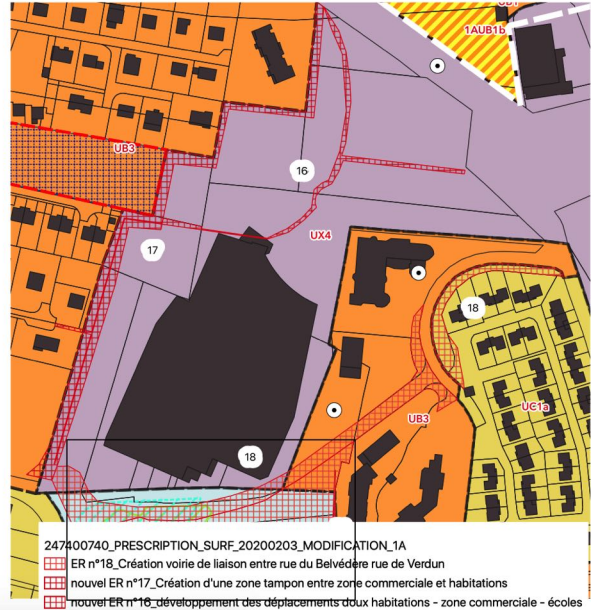 UB1
1AUB1b
UB3
16
UX4
17
18
UB3
UC1a
18
247400740_PRESCRIPTION_SURF_20200203_MODIFICATION_1A
ER n°18_Création voirie de liaison entre rue du Belvédère rue de Verdun
nouvel ER n°17_Création d'une zone tampon entre zone commerciale et habitations
nouvel ER n°16_développement des déplacements doux habitations - zone commerciale - écoles